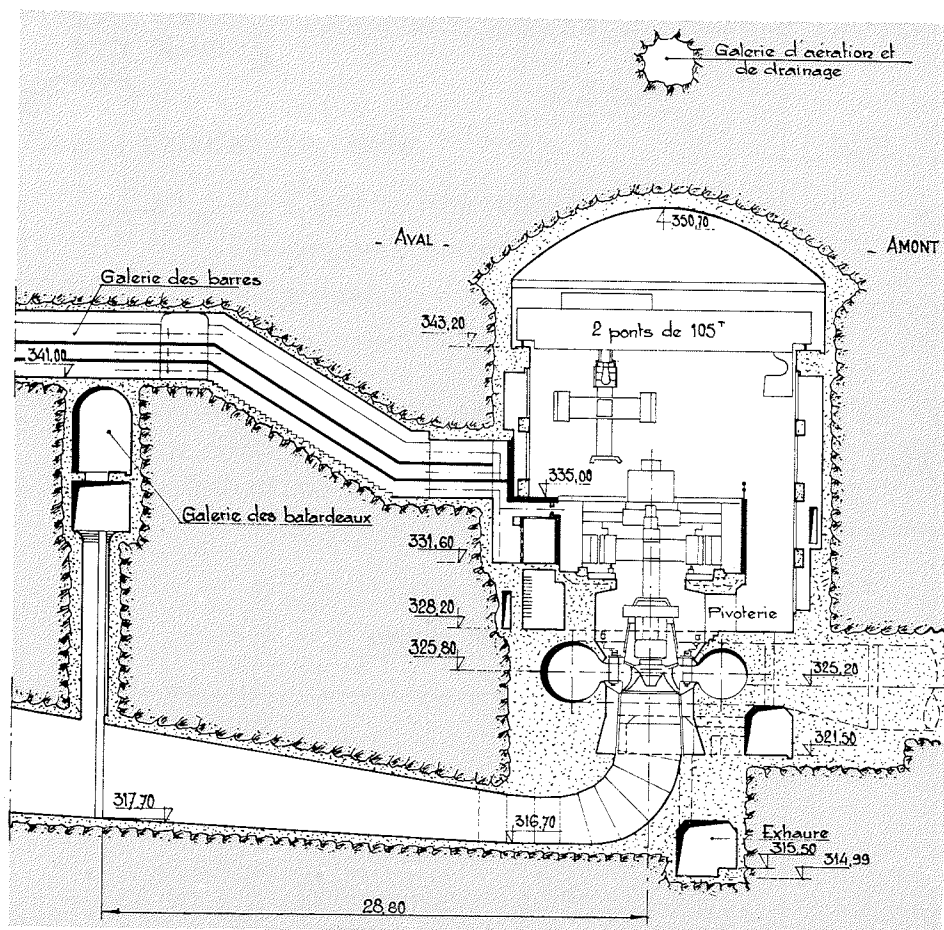 Galerie d'aération et
de drainage
350,70
- AVAL -
AMONT
Galerie des barres
343,20
2 ponts de 105T
341,00
335,00
Galerie des batardeaux
331,60
328,20
Pivoterie
325,80
325,20
321,50
317,70
316,70
Exhaure
315,50
314,99
28,80